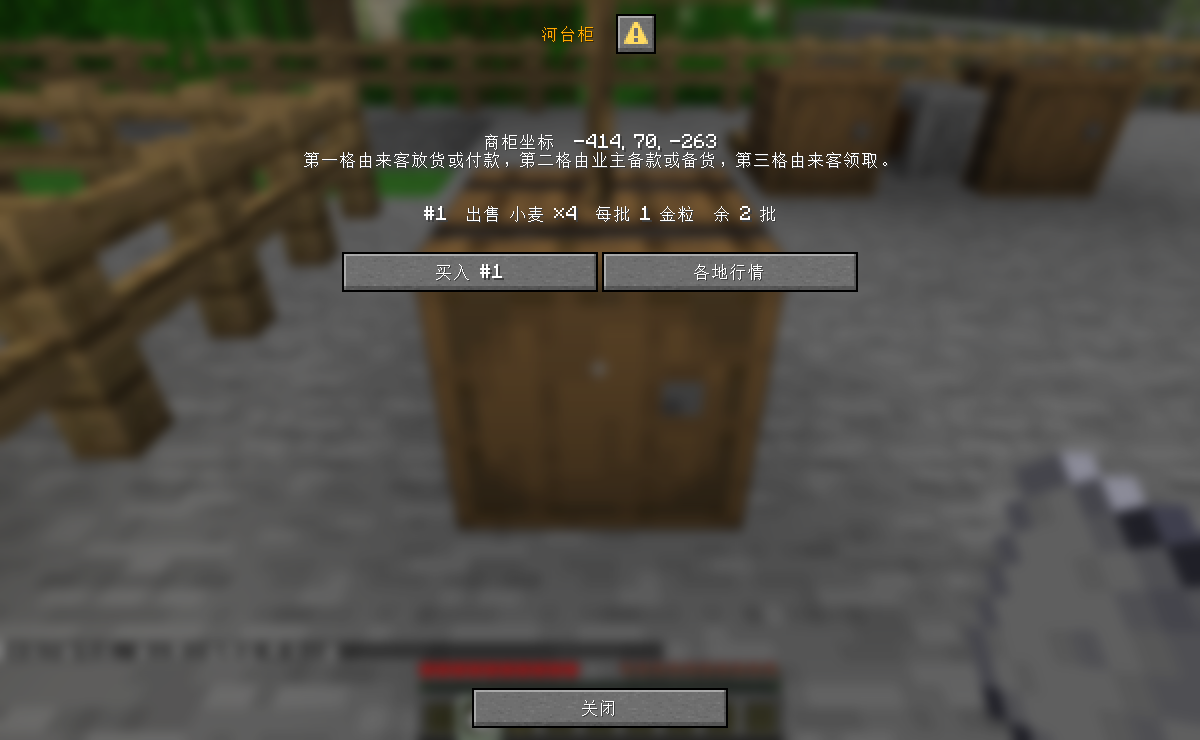 河台柜
商柜坐标 -414, 70, -263
第一格由来客放货或付款，第二格由业主备款或备货，第三格由来客领取。
#1 出售 小麦 x4 每批 1 金粒 余 2 批
买入 #1
各地行情
关闭